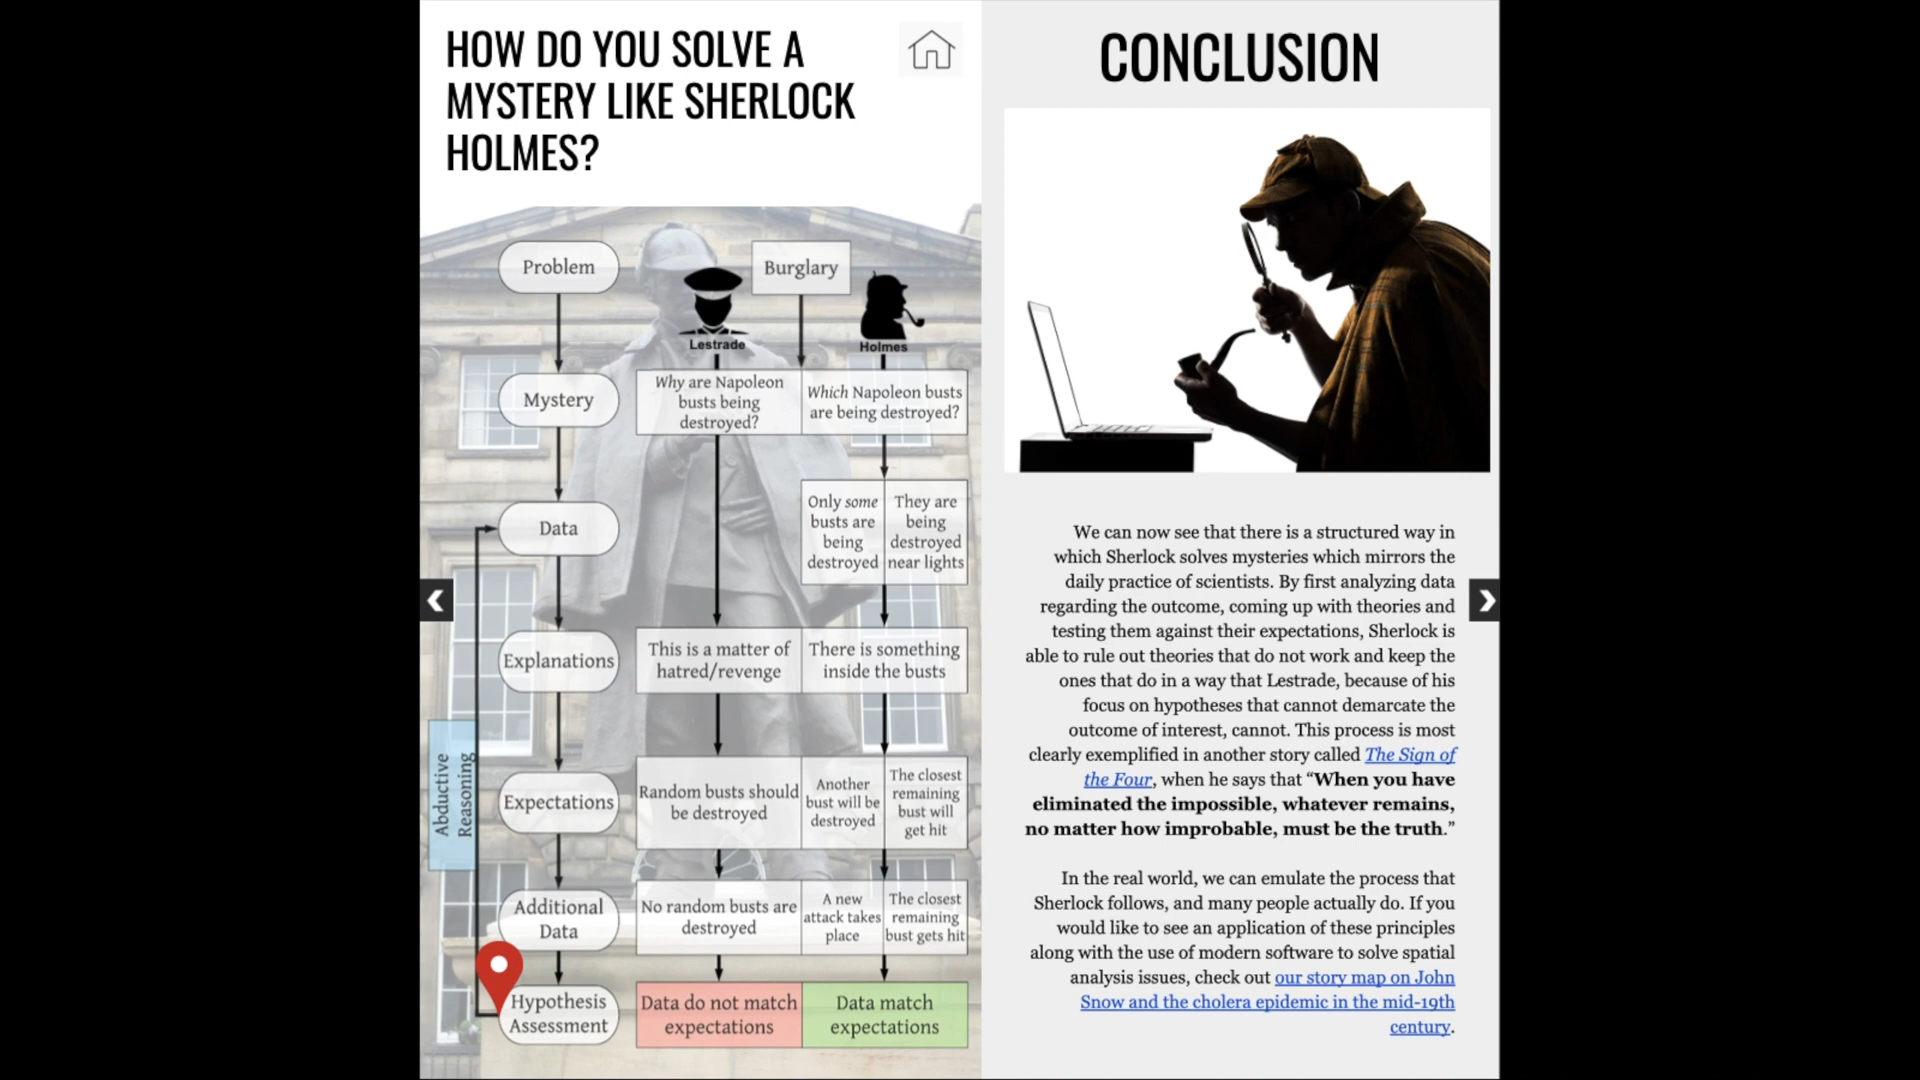 HOW DO YOU SOLVE A
MYSTERY LIKE SHERLOCK
HOLMES?
Problem
Burglary
Lestrade
Holmes
Mystery
Why are Napoleon
busts being
destroyed?
Which Napoleon busts
are being destroyed?
Data
Only some
busts are
being
destroyed
They are
being
destroyed
near lights
Explanations
This is a matter of
hatred/revenge
There is something
inside the busts
Abductive
Reasoning
Expectations
Random busts should
be destroyed
Another
bust will be
destroyed
The closest
remaining
bust will
get hit
Additional
Data
No random busts are
destroyed
A new
attack takes
place
The closest
remaining
bust gets hit
Hypothesis
Assessment
Data do not match
expectations
Data match
expectations
CONCLUSION
We can now see that there is a structured way in
which Sherlock solves mysteries which mirrors the
daily practice of scientists. By first analyzing data
regarding the outcome, coming up with theories and
testing them against their expectations, Sherlock is
able to rule out theories that do not work and keep the
ones that do in a way that Lestrade, because of his
focus on hypotheses that cannot demarcate the
outcome of interest, cannot. This process is most
clearly exemplified in another story called The Sign of
the Four, when he says that “When you have
eliminated the impossible, whatever remains,
no matter how improbable, must be the truth.”
In the real world, we can emulate the process that
Sherlock follows, and many people actually do. If you
would like to see an application of these principles
along with the use of modern software to solve spatial
analysis issues, check out our story map on John
Snow and the cholera epidemic in the mid-19th
century.